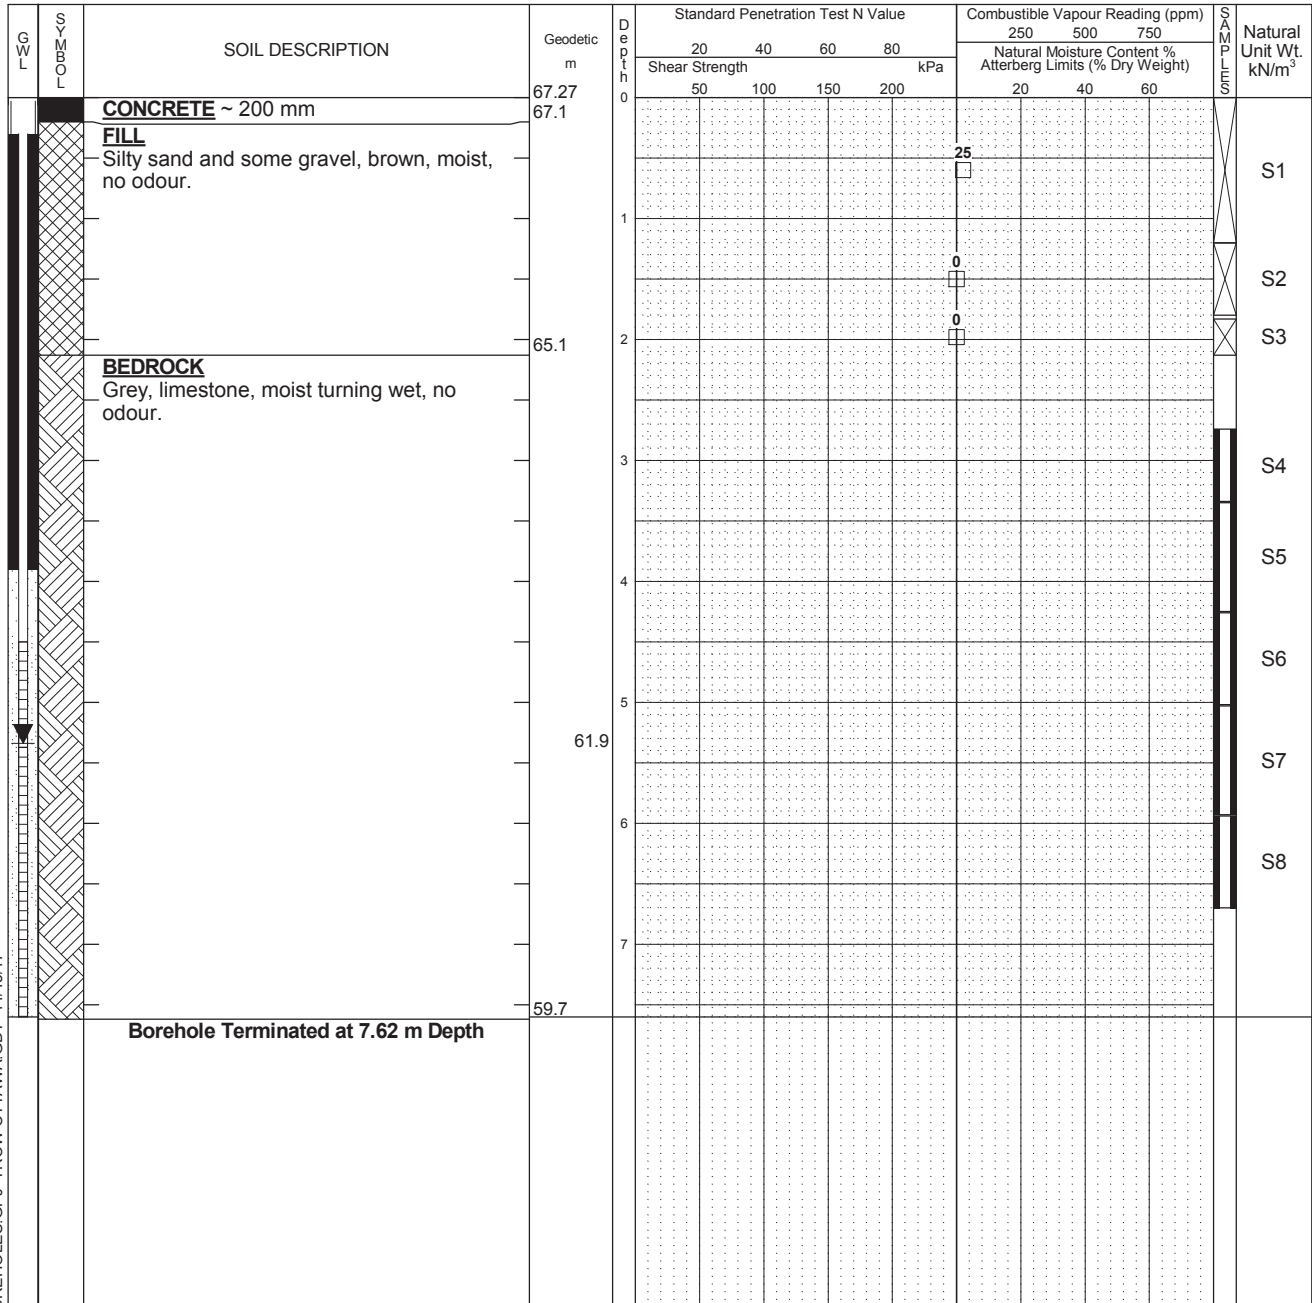 GWL
SYMBOL
SOIL DESCRIPTION
Geodetic
m
67.27
Depth
Standard Penetration Test N Value
20 40 60 80
Shear Strength kPa
50 100 150 200
Combustible Vapour Reading (ppm)
250 500 750
Natural Moisture Content %
Atterberg Limits (% Dry Weight)
20 40 60
SAMPLES
Natural
Unit Wt.
kN/m³
0
CONCRETE ~ 200 mm
67.1
FILL
Silty sand and some gravel, brown, moist,
no odour.
25
S1
1
0
S2
0
S3
65.1
2
BEDROCK
Grey, limestone, moist turning wet, no
odour.
3
S4
S5
4
S6
5
61.9
S7
6
S8
7
59.7
Borehole Terminated at 7.62 m Depth